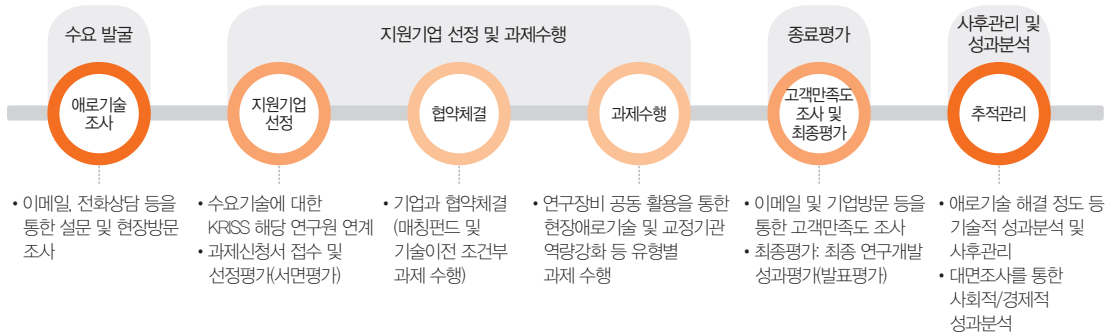 수요 발굴
지원기업 선정 및 과제수행
종료평가
사후관리 및
성과분석
애로기술
조사
지원기업
선정
협약체결
과제수행
고객만족도
조사 및
최종평가
추적관리
• 이메일, 전화상담 등을
통한 설문 및 현장방문
조사
• 수요기술에 대한
KRISS 해당 연구원 연계
• 과제신청서 접수 및
선정평가(서면평가)
• 기업과 협약체결
(매칭펀드 및
기술이전 조건부
과제 수행)
• 연구장비 공동 활용을 통한
현장애로기술 및 교정기관
역량강화 등 유형별
과제 수행
• 이메일 및 기업방문 등을
통한 고객만족도 조사
• 최종평가: 최종 연구개발
성과평가(발표평가)
• 애로기술 해결 정도 등
기술적 성과분석 및
사후관리
• 대면조사를 통한
사회적/경제적
성과분석